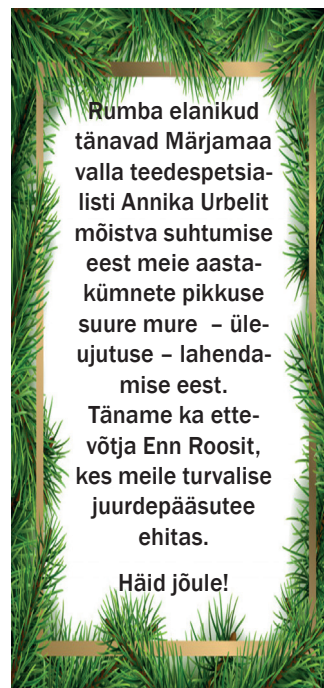 Rumba elanikud
tänavad Märjamaa
valla teedespetsia-
listi Annika Urbelit
mõistva suhtumise
eest meie aasta-
kümnete pikkuse
suure mure – üle-
ujutuse – lahenda-
mise eest.
Täname ka ette-
võtja Enn Roosit,
kes meile turvalise
juurdepääsutee
ehitas.
Häid jõule!